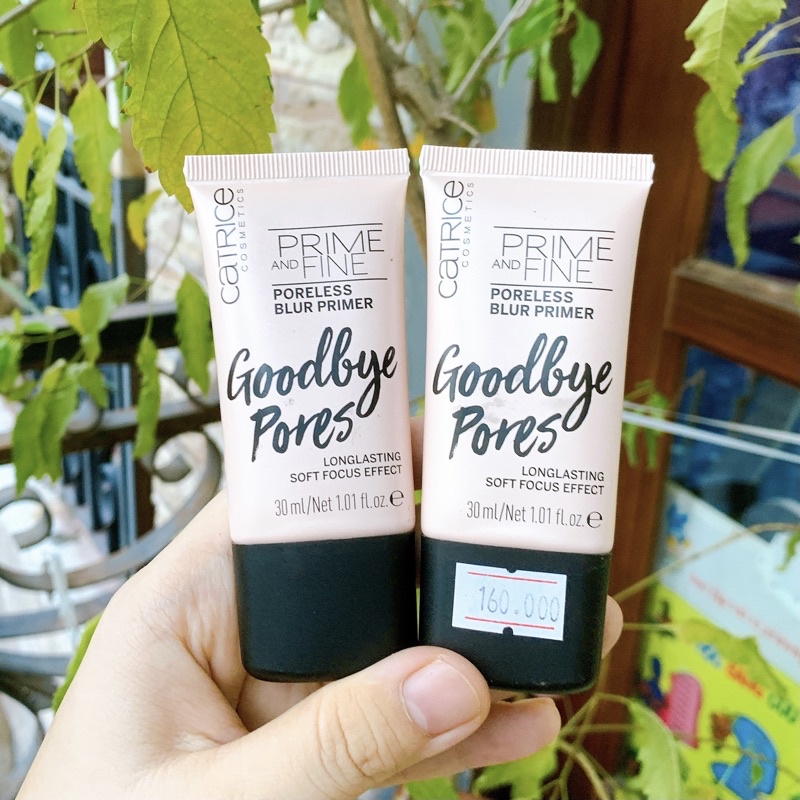 CATRICE
COSMETICS
PRIME
AND FINE
PORELESS
BLUR PRIMER
Goodbye
Pores
LONGLASTING
SOFT FOCUS EFFECT
30 ml/Net 1.01 fl.oz.℮
CATRICE
COSMETICS
PRIME
AND FINE
PORELESS
BLUR PRIMER
Goodbye
Pores
LONGLASTING
SOFT FOCUS EFFECT
30 ml/Net 1.01 fl.oz.℮
160.000